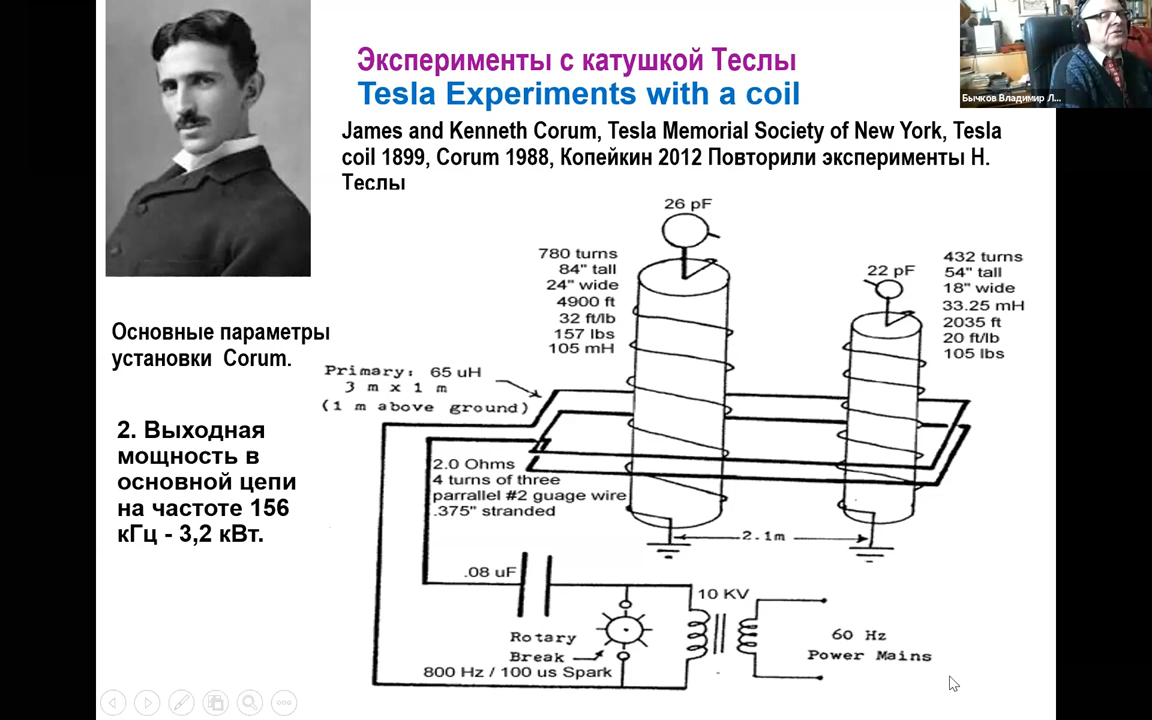 Эксперименты с катушкой Теслы
Tesla Experiments with a coil
Бычков Владимир Л...
James and Kenneth Corum, Tesla Memorial Society of New York, Tesla
coil 1899, Corum 1988, Копейкин 2012 Повторили эксперименты Н.
Теслы
26 pF
780 turns
84" tall
24" wide
4900 ft
32 ft/lb
157 lbs
105 mH
22 pF
432 turns
54" tall
18" wide
33.25 mH
2035 ft
20 ft/lb
105 lbs
Основные параметры
установки Corum.
Primary: 65 uH
3 m x 1 m
(1 m above ground)
2. Выходная
мощность в
основной цепи
на частоте 156
кГц - 3,2 кВт.
2.0 Ohms
4 turns of three
parrallel #2 guage wire
.375" stranded
2.1m
.08 uF
10 KV
Rotary
Break
800 Hz / 100 us Spark
60 Hz
Power Mains